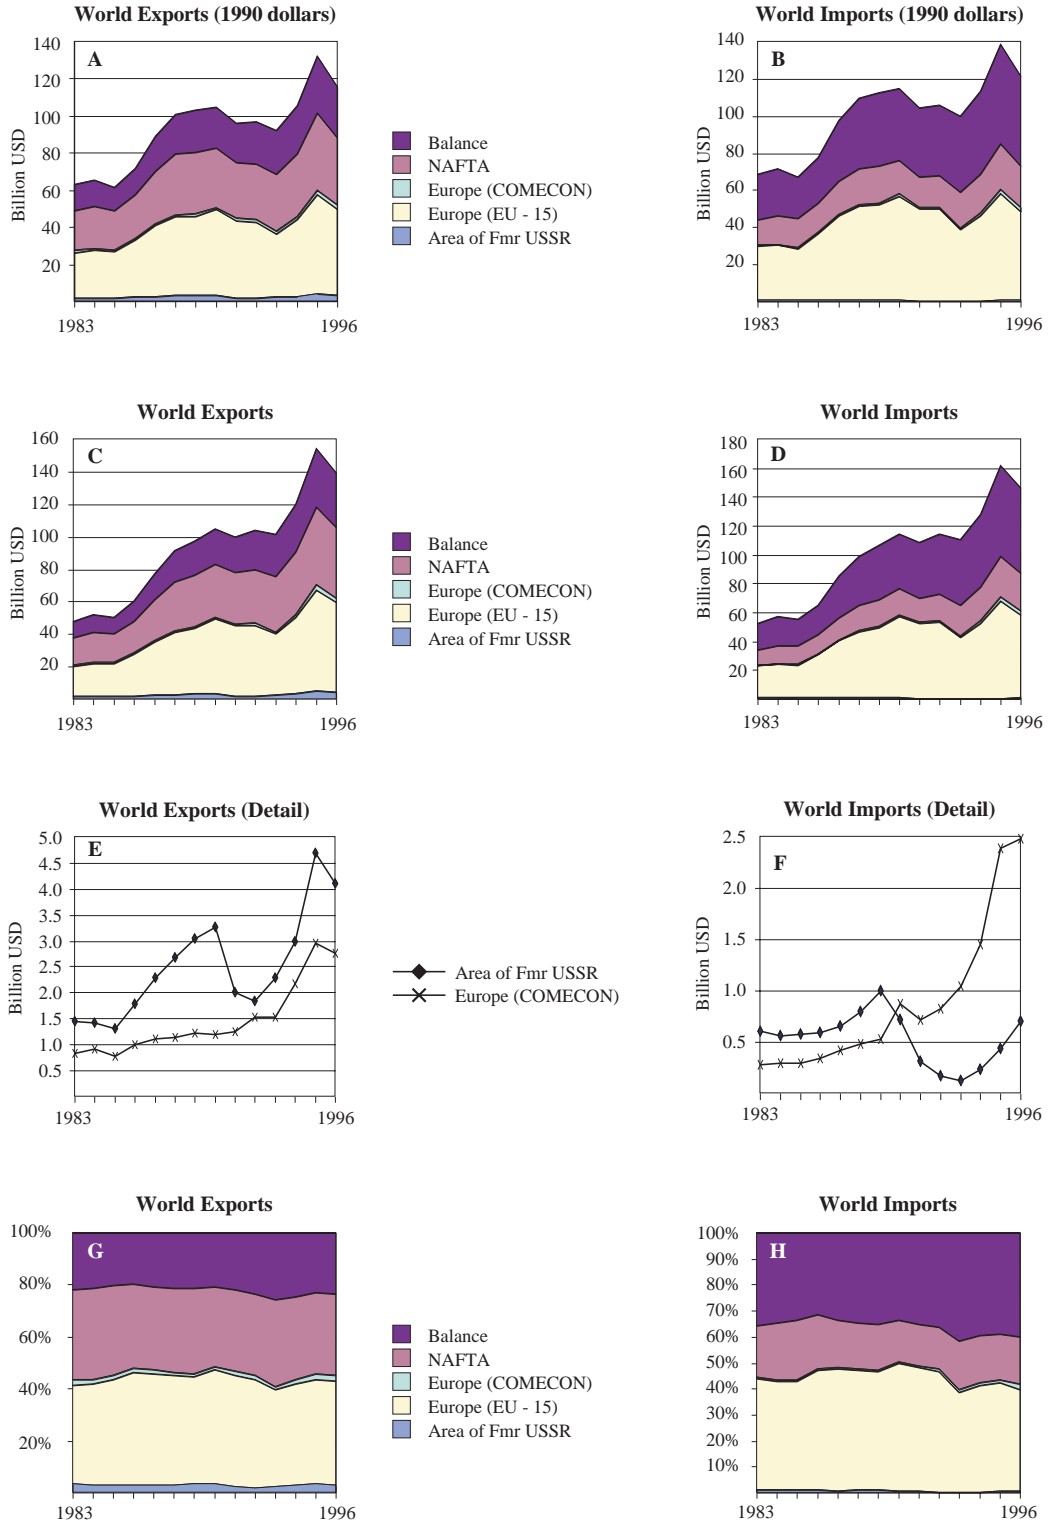 World Exports (1990 dollars)
A
Billion USD
140
120
100
80
60
40
20
1983
1996
Balance
NAFTA
Europe (COMECON)
Europe (EU - 15)
Area of Fmr USSR
World Imports (1990 dollars)
B
Billion USD
140
120
100
80
60
40
20
1983
1996
World Exports
C
Billion USD
160
140
120
100
80
60
40
20
1983
1996
Balance
NAFTA
Europe (COMECON)
Europe (EU - 15)
Area of Fmr USSR
World Imports
D
Billion USD
180
160
140
120
100
80
60
40
20
1983
1996
World Exports (Detail)
E
Billion USD
5.0
4.5
4.0
3.5
3.0
2.5
2.0
1.5
1.0
0.5
1983
1996
Area of Fmr USSR
Europe (COMECON)
World Imports (Detail)
F
Billion USD
2.5
2.0
1.5
1.0
0.5
1983
1996
World Exports
G
100%
80%
60%
40%
20%
1983
1996
Balance
NAFTA
Europe (COMECON)
Europe (EU - 15)
Area of Fmr USSR
World Imports
H
100%
90%
80%
70%
60%
50%
40%
30%
20%
10%
1983
1996